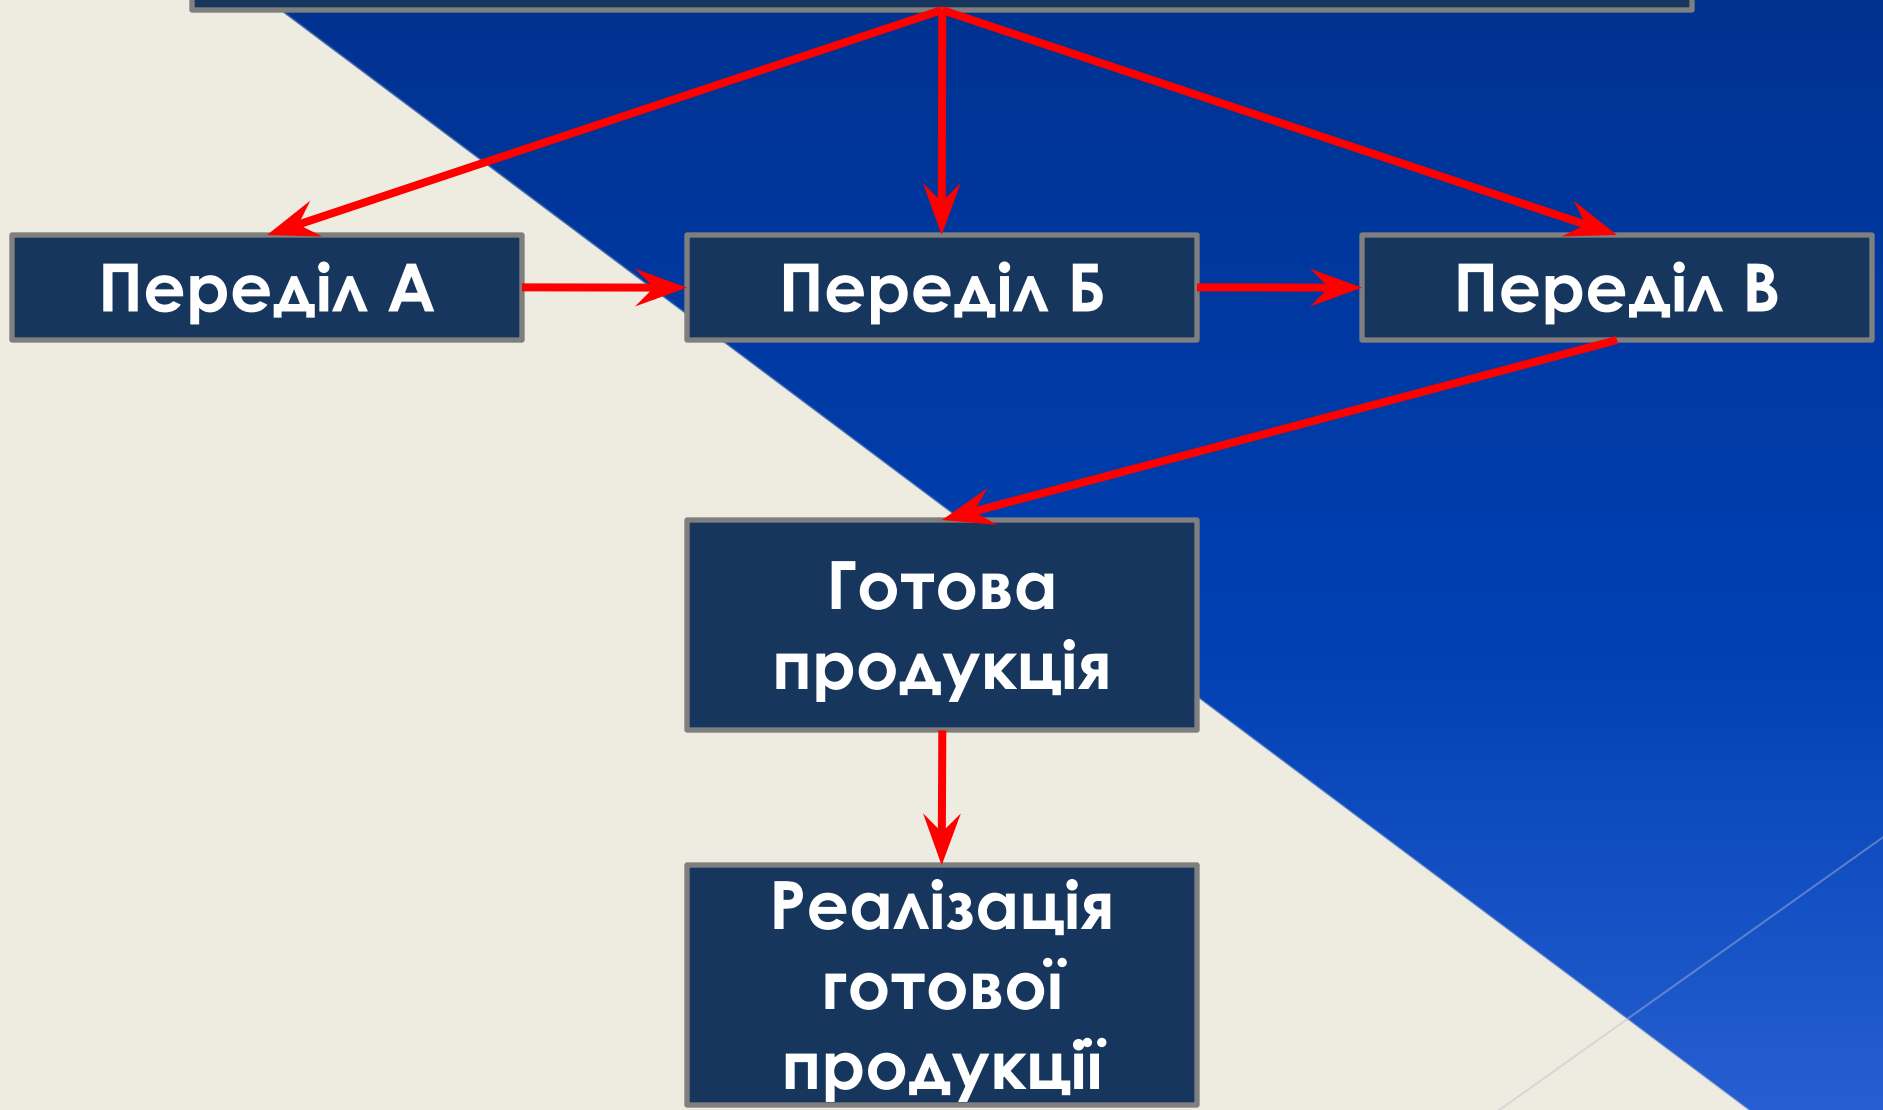 Переділ А
Переділ Б
Переділ В
Готова
продукція
Реалізація
готової
продукції